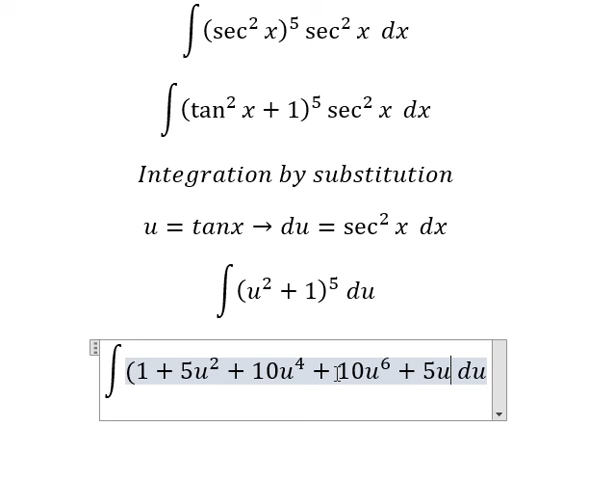 ∫(sec² x)⁵ sec² x dx
∫(tan² x + 1)⁵ sec² x dx
Integration by substitution
u = tanx → du = sec² x dx
∫(u² + 1)⁵ du
∫(1 + 5u² + 10u⁴ + 10u⁶ + 5u du